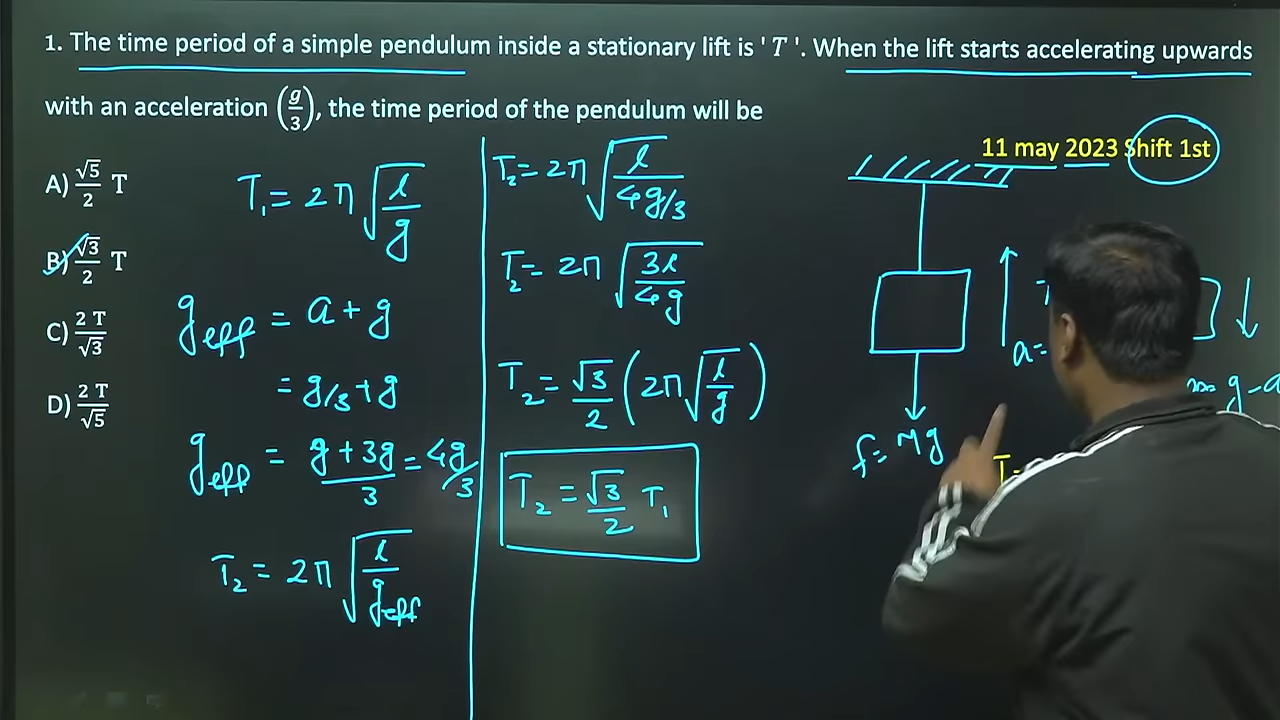 1. The time period of a simple pendulum inside a stationary lift is ' T '. When the lift starts accelerating upwards
with an acceleration (g/3), the time period of the pendulum will be
11 may 2023 Shift 1st
A) √5/2 T
B) √3/2 T
C) 2 T/√3
D) 2 T/√5
T₁ = 2π √(l/g)
g_eff = a + g
= g/3 + g
g_eff = (g + 3g)/3 = 4g/3
T₂ = 2π √(l/g_eff)
T₂ = 2π √(l/(4g/3))
T₂ = 2π √(3l/4g)
T₂ = √3/2 (2π √(l/g))
T₂ = √3/2 T₁
a=
f = Mg
g - a
T =